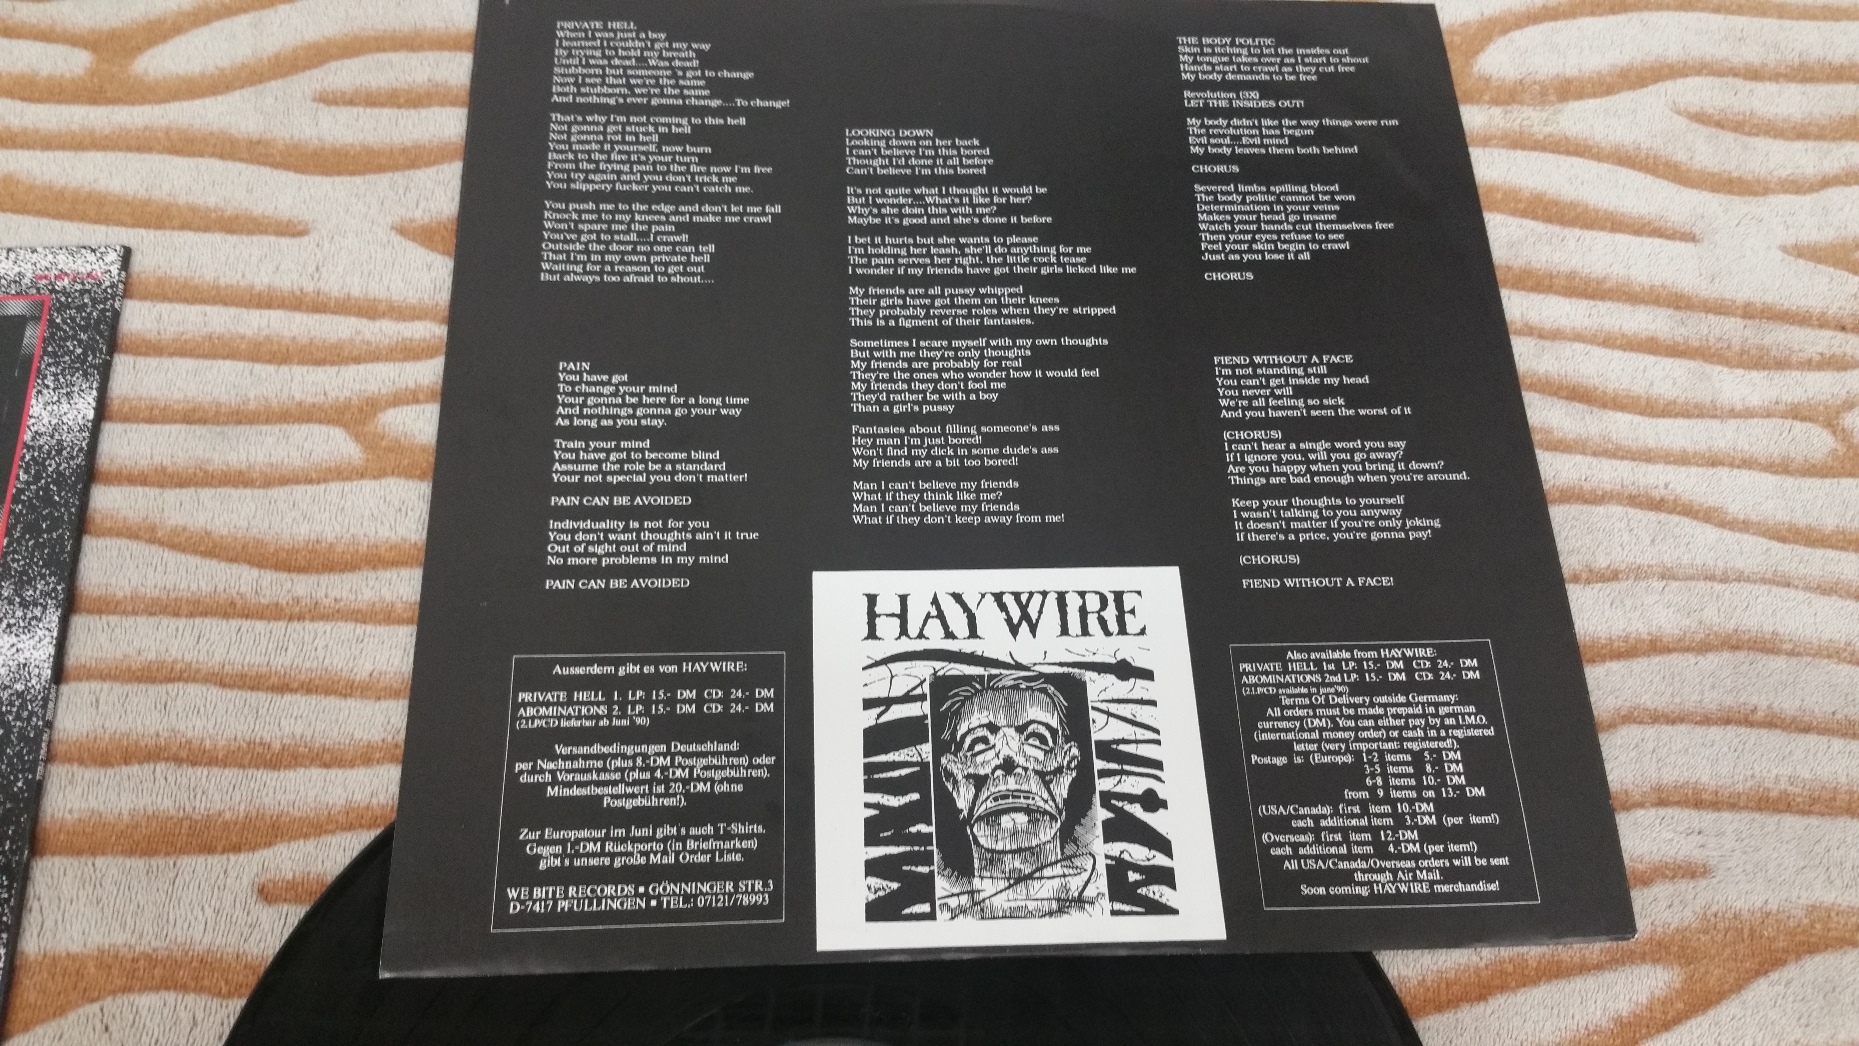 PRIVATE HELL
When I was just a boy
I learned I couldn't get my way
By trying to hold my breath
Until I was dead....Was dead!
Stubborn but someone 's got to change
Now I see that we're the same
Both stubborn, we're the same
And nothing's ever gonna change....To change!
That's why I'm not coming to this hell
Not gonna get stuck in hell
Not gonna rot in hell
You made it yourself, now burn
Back to the fire it's your turn
From the frying pan to the fire now I'm free
You try again and you don't trick me
You slippery fucker you can't catch me.
You push me to the edge and don't let me fall
Knock me to my knees and make me crawl
Won't spare me the pain
You've got to stall....I crawl!
Outside the door no one can tell
That I'm in my own private hell
Waiting for a reason to get out
But always too afraid to shout....
PAIN
You have got
To change your mind
Your gonna be here for a long time
And nothings gonna go your way
As long as you stay.
Train your mind
You have got to become blind
Assume the role be a standard
Your not special you don't matter!
PAIN CAN BE AVOIDED
Individuality is not for you
You don't want thoughts ain't it true
Out of sight out of mind
No more problems in my mind
PAIN CAN BE AVOIDED
Ausserdem gibt es von HAYWIRE:
PRIVATE HELL 1. LP: 15.- DM CD: 24.- DM
ABOMINATIONS 2. LP: 15.- DM CD: 24.- DM
(2.LP/CD lieferbar ab Juni '90)
Versandbedingungen Deutschland:
per Nachnahme (plus 8.-DM Postgebühren) oder
durch Vorauskasse (plus 4.-DM Postgebühren).
Mindestbestellwert ist 20.-DM (ohne
Postgebühren!).
Zur Europatour im Juni gibt's auch T-Shirts.
Gegen 1.-DM Rückporto (in Briefmarken)
gibt's unsere große Mail Order Liste.
WE BITE RECORDS ▪ GÖNNINGER STR.3
D-7417 PFULLINGEN ▪ TEL.: 07121/78993
LOOKING DOWN
Looking down on her back
I can't believe I'm this bored
Thought I'd done it all before
Can't believe I'm this bored
It's not quite what I thought it would be
But I wonder....What's it like for her?
Why's she doin this with me?
Maybe it's good and she's done it before
I bet it hurts but she wants to please
I'm holding her leash, she'll do anything for me
The pain serves her right, the little cock tease
I wonder if my friends have got their girls licked like me
My friends are all pussy whipped
Their girls have got them on their knees
They probably reverse roles when they're stripped
This is a figment of their fantasies.
Sometimes I scare myself with my own thoughts
But with me they're only thoughts
My friends are probably for real
They're the ones who wonder how it would feel
My friends they don't fool me
They'd rather be with a boy
Than a girl's pussy
Fantasies about filling someone's ass
Hey man I'm just bored!
Won't find my dick in some dude's ass
My friends are a bit too bored!
Man I can't believe my friends
What if they think like me?
Man I can't believe my friends
What if they don't keep away from me!
HAYWIRE
THE BODY POLITIC
Skin is itching to let the insides out
My tongue takes over as I start to shout
Hands start to crawl as they cut free
My body demands to be free
Revolution (3X)
LET THE INSIDES OUT!
My body didn't like the way things were run
The revolution has begun
Evil soul....Evil mind
My body leaves them both behind
CHORUS
Severed limbs spilling blood
The body politic cannot be won
Determination in your veins
Makes your head go insane
Watch your hands cut themselves free
Then your eyes refuse to see
Feel your skin begin to crawl
Just as you lose it all
CHORUS
FIEND WITHOUT A FACE
I'm not standing still
You can't get inside my head
You never will
We're all feeling so sick
And you haven't seen the worst of it
(CHORUS)
I can't hear a single word you say
If I ignore you, will you go away?
Are you happy when you bring it down?
Things are bad enough when you're around.
Keep your thoughts to yourself
I wasn't talking to you anyway
It doesn't matter if you're only joking
If there's a price, you're gonna pay!
(CHORUS)
FIEND WITHOUT A FACE!
Also available from HAYWIRE:
PRIVATE HELL 1st LP: 15.- DM CD: 24.- DM
ABOMINATIONS 2nd LP: 15.- DM CD: 24.- DM
(2.LP/CD available in june'90)
Terms Of Delivery outside Germany:
All orders must be made prepaid in german
currency (DM). You can either pay by an I.M.O.
(international money order) or cash in a registered
letter (very important: registered!).
Postage is: (Europe): 1-2 items 5.- DM
3-5 items 8.- DM
6-8 items 10.- DM
from 9 items on 13.- DM
(USA/Canada): first item 10.-DM
each additional item 3.-DM (per item!)
(Overseas): first item 12.-DM
each additional item 4.-DM (per item!)
All USA/Canada/Overseas orders will be sent
through Air Mail.
Soon coming: HAYWIRE merchandise!